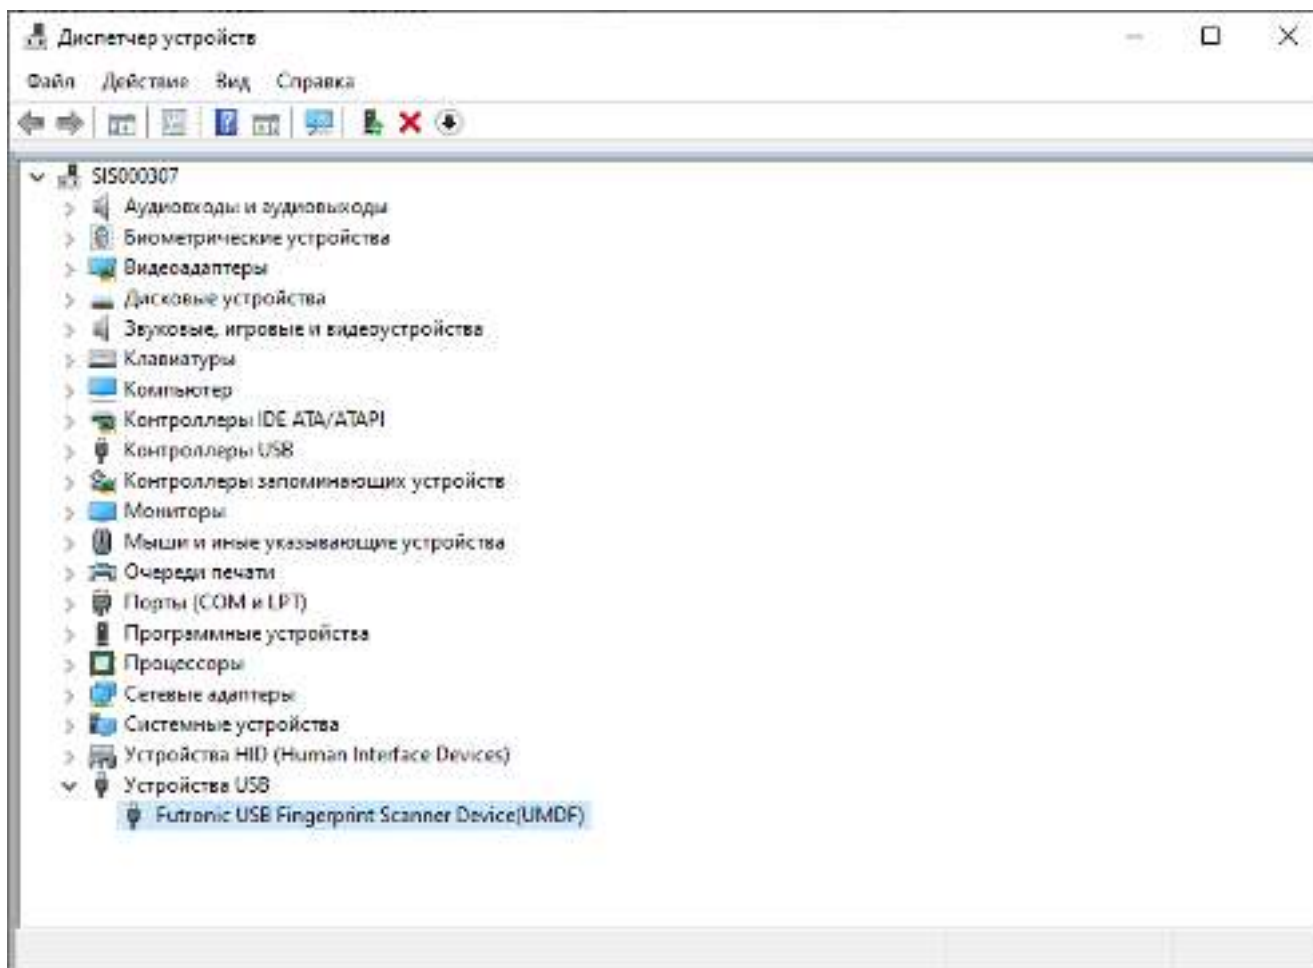 Диспетчер устройств
Файл Действие Вид Справка
SIS000307
Аудиовходы и аудиовыходы
Биометрические устройства
Видеоадаптеры
Дисковые устройства
Звуковые, игровые и видеоустройства
Клавиатуры
Компьютер
Контроллеры IDE ATA/ATAPI
Контроллеры USB
Контроллеры запоминающих устройств
Мониторы
Мыши и иные указывающие устройства
Очереди печати
Порты (COM и LPT)
Программные устройства
Процессоры
Сетевые адаптеры
Системные устройства
Устройства HID (Human Interface Devices)
Устройства USB
Futronic USB Fingerprint Scanner Device(UMDF)